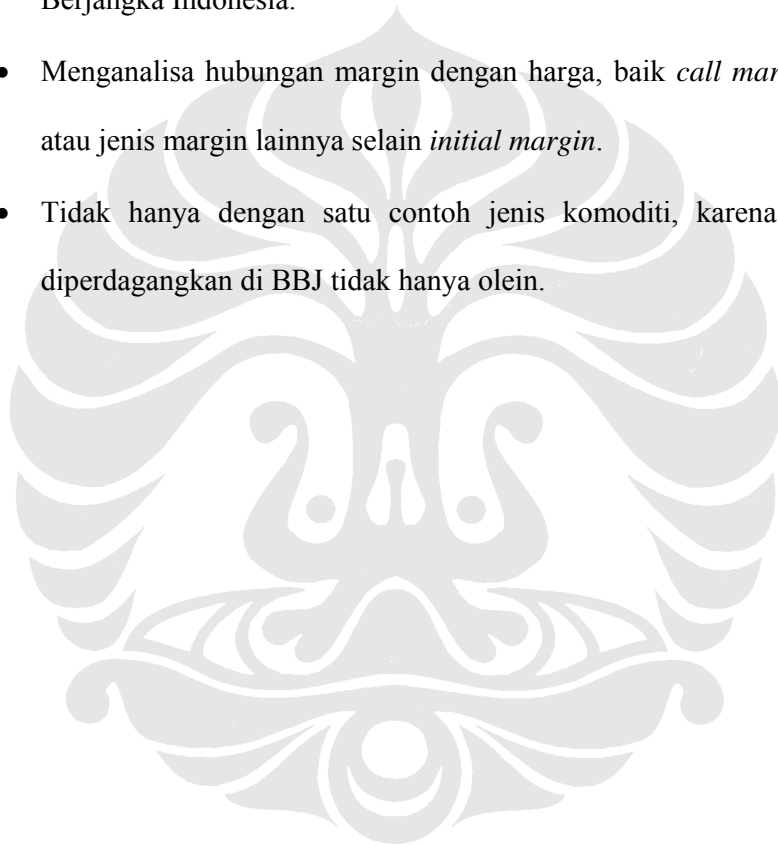 Berjangka Indonesia.
• Menganalisa hubungan margin dengan harga, baik call mar
atau jenis margin lainnya selain initial margin.
• Tidak hanya dengan satu contoh jenis komoditi, karena
diperdagangkan di BBJ tidak hanya olein.